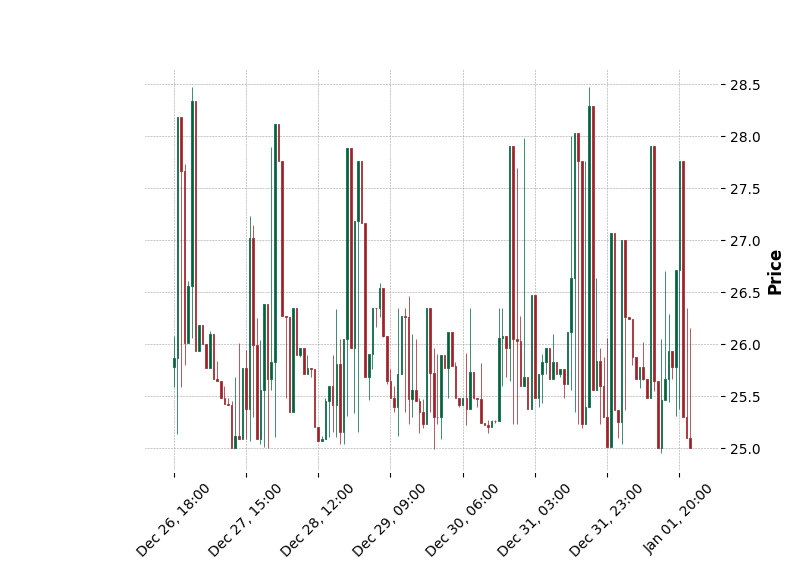 28.5
28.0
27.5
27.0
26.5
26.0
25.5
25.0
Price
Dec 26, 18:00
Dec 27, 15:00
Dec 28, 12:00
Dec 29, 09:00
Dec 30, 06:00
Dec 31, 03:00
Dec 31, 23:00
Jan 01, 20:00